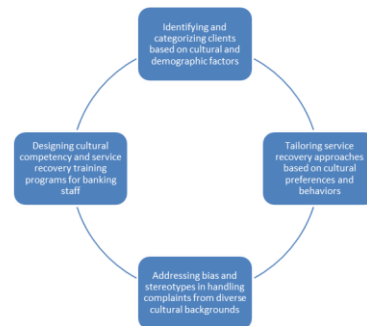 Identifying and
categorizing clients
based on cultural and
demographic factors
Tailoring service
recovery approaches
based on cultural
preferences and
behaviors
Addressing bias and
stereotypes in handling
complaints from diverse
cultural backgrounds
Designing cultural
competency and service
recovery training
programs for banking
staff